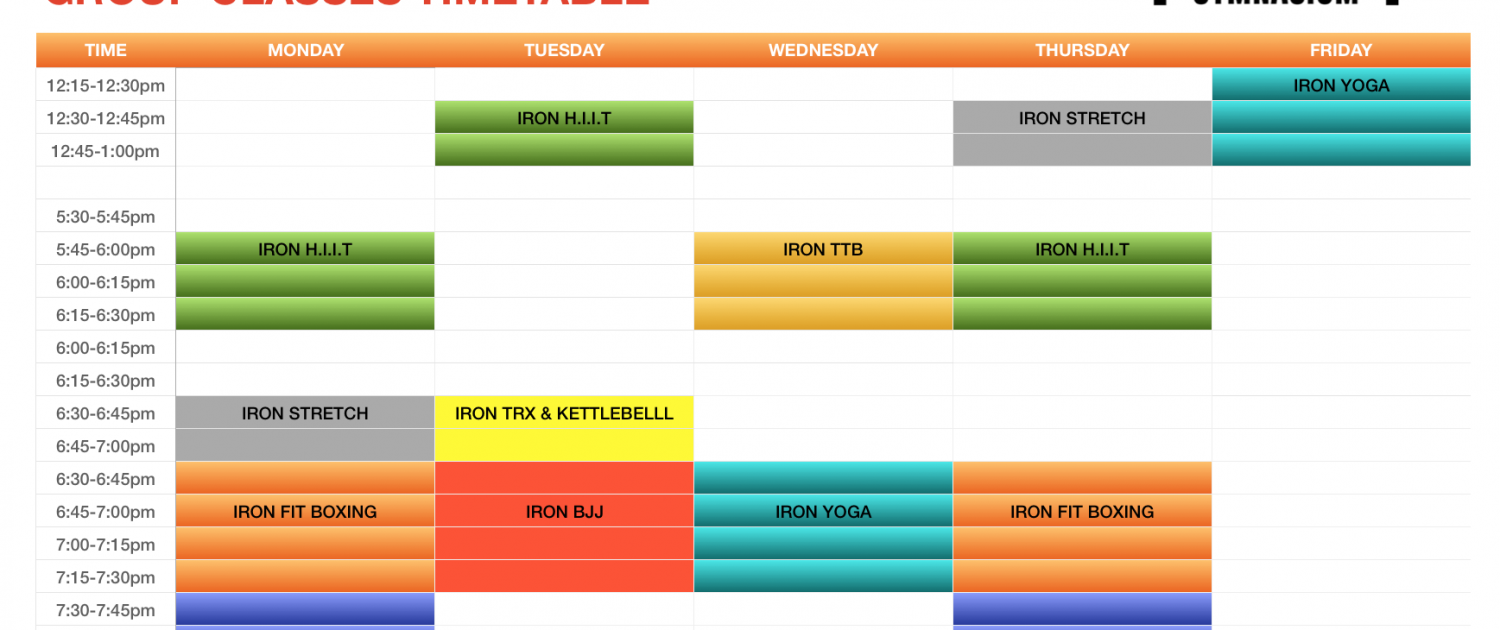 GROUP CLASSES TIMETABLE
GYMNASIUM
TIME MONDAY TUESDAY WEDNESDAY THURSDAY FRIDAY
12:15-12:30pm IRON YOGA
12:30-12:45pm IRON H.I.I.T IRON STRETCH
12:45-1:00pm
5:30-5:45pm
5:45-6:00pm IRON H.I.I.T IRON TTB IRON H.I.I.T
6:00-6:15pm
6:15-6:30pm
6:00-6:15pm
6:15-6:30pm
6:30-6:45pm IRON STRETCH IRON TRX & KETTLEBELLL
6:45-7:00pm
6:30-6:45pm
6:45-7:00pm IRON FIT BOXING IRON BJJ IRON YOGA IRON FIT BOXING
7:00-7:15pm
7:15-7:30pm
7:30-7:45pm